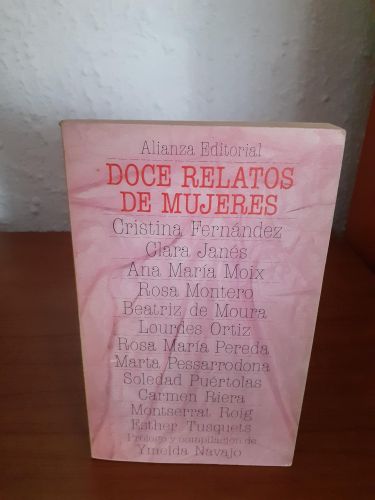 Alianza Editorial
DOCE RELATOS
DE MUJERES
Cristina Fernández
Clara Janés
Ana María Moix
Rosa Montero
Beatriz de Moura
Lourdes Ortiz
Rosa María Pereda
Marta Pessarrodona
Soledad Puértolas
Carmen Riera
Montserrat Roig
Esther Tusquets
Prólogo y compilación de
Ymelda Navajo